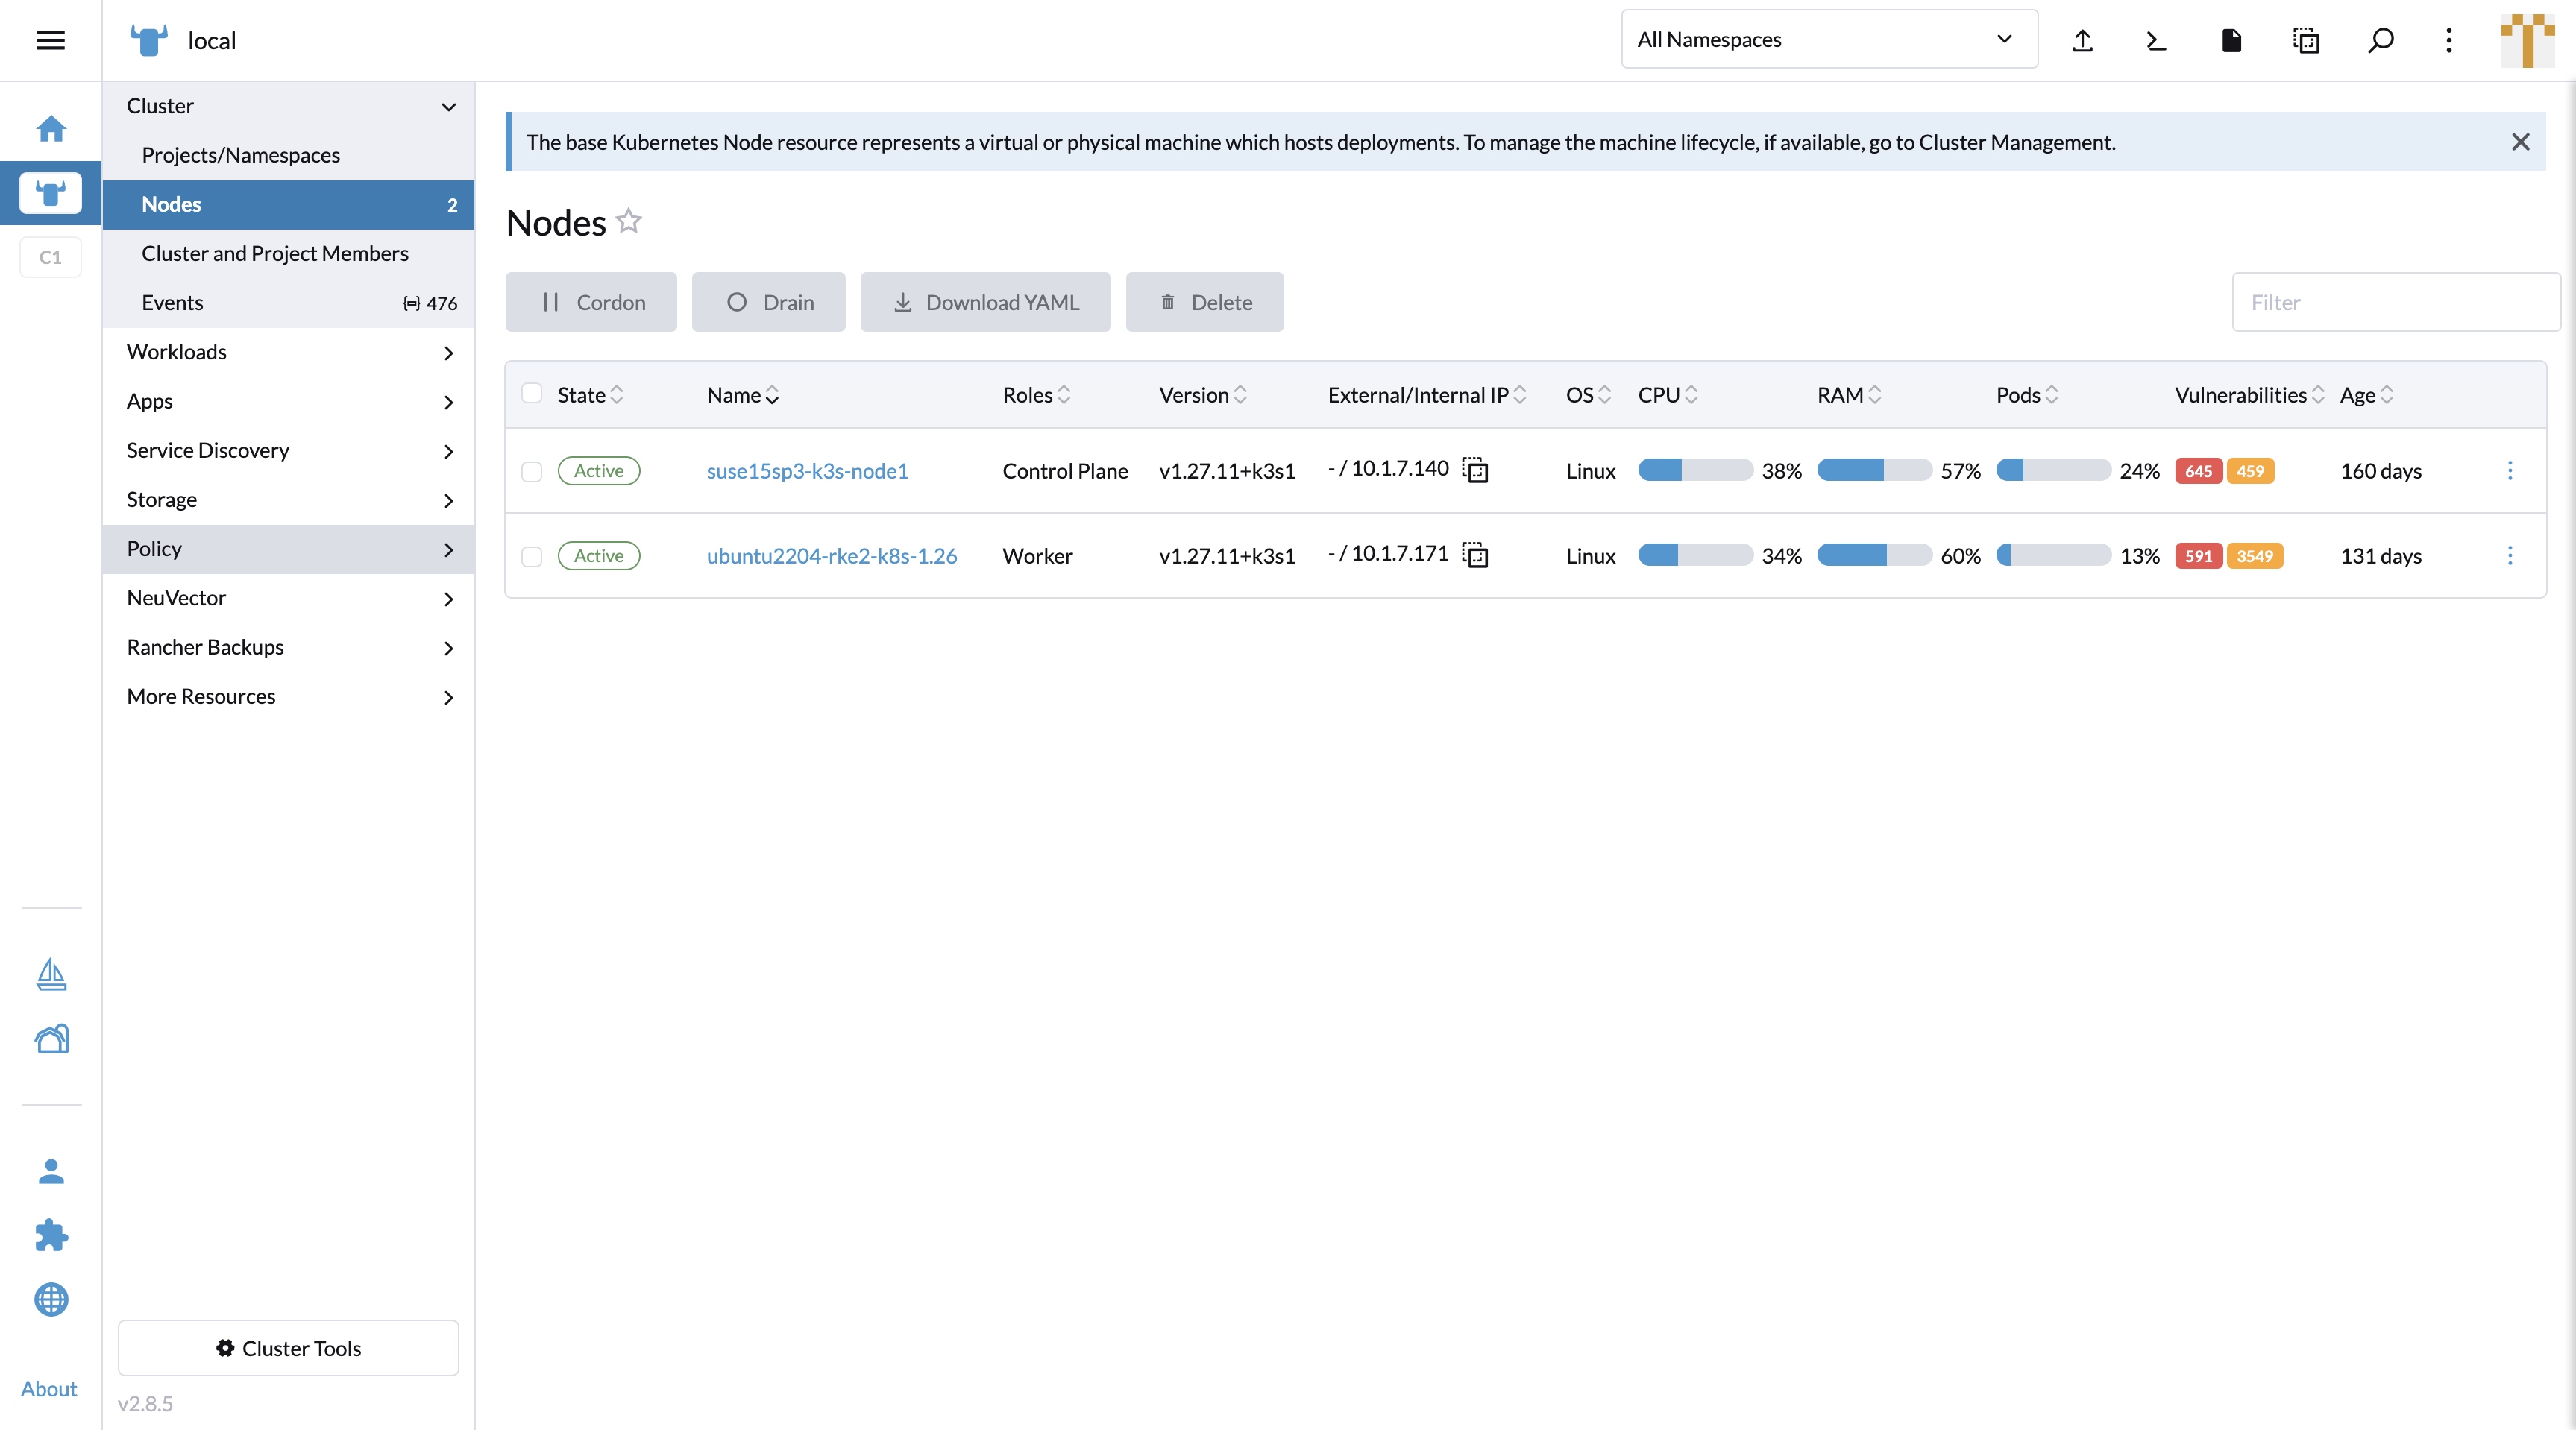 local
All Namespaces
C1
Cluster
Projects/Namespaces
Nodes 2
Cluster and Project Members
Events 476
Workloads
Apps
Service Discovery
Storage
Policy
NeuVector
Rancher Backups
More Resources
Cluster Tools
v2.8.5
About
The base Kubernetes Node resource represents a virtual or physical machine which hosts deployments. To manage the machine lifecycle, if available, go to Cluster Management.
Nodes
Cordon Drain Download YAML Delete Filter
State Name Roles Version External/Internal IP OS CPU RAM Pods Vulnerabilities Age
Active suse15sp3-k3s-node1 Control Plane v1.27.11+k3s1 - / 10.1.7.140 Linux 38% 57% 24% 645 459 160 days
Active ubuntu2204-rke2-k8s-1.26 Worker v1.27.11+k3s1 - / 10.1.7.171 Linux 34% 60% 13% 591 3549 131 days